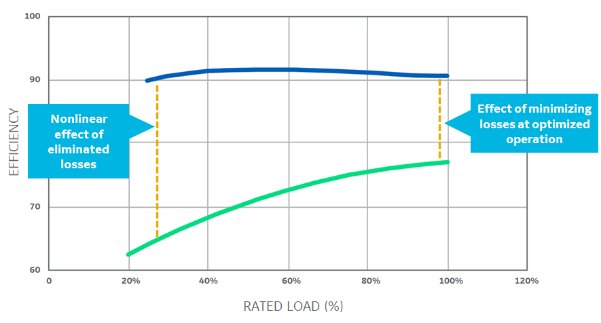 100
90
70
60
EFFICIENCY
Nonlinear
effect of
eliminated
losses
Effect of minimizing
losses at optimized
operation
0
20%
40%
60%
80%
100%
120%
RATED LOAD (%)